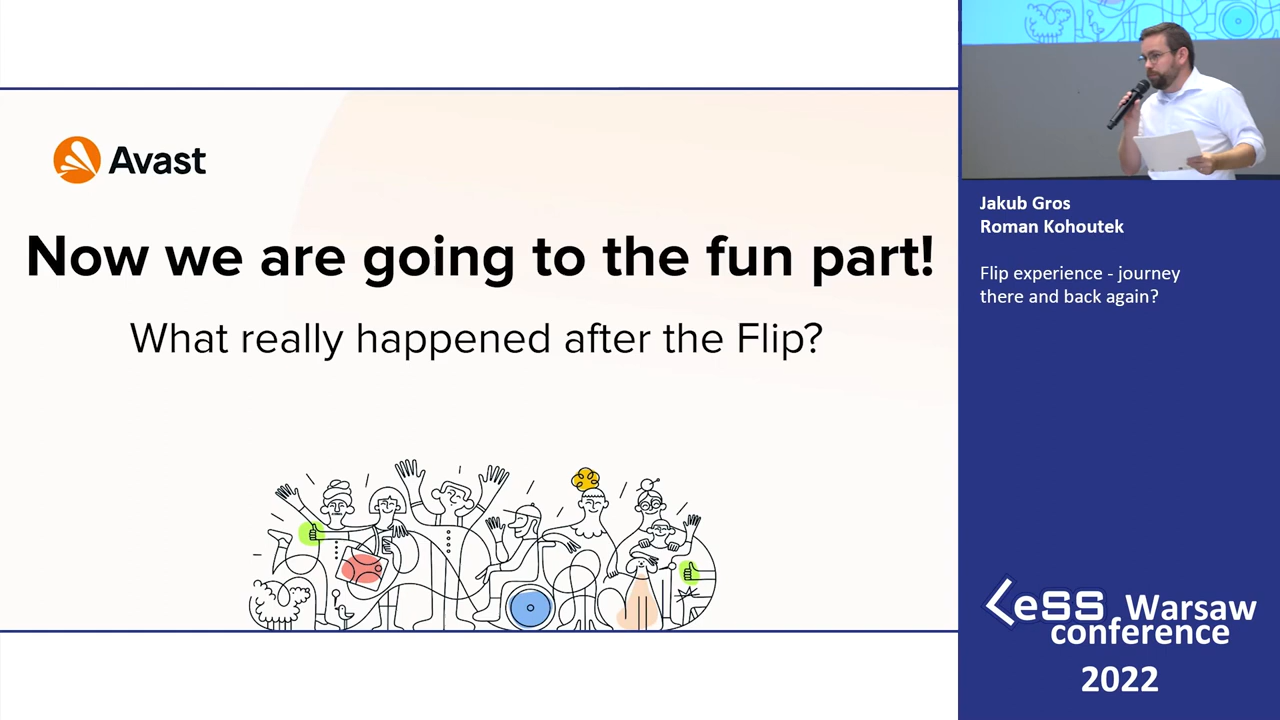 Avast
Now we are going to the fun part!
What really happened after the Flip?
Jakub Gros
Roman Kohoutek
Flip experience - journey
there and back again?
LeSS Warsaw
conference
2022